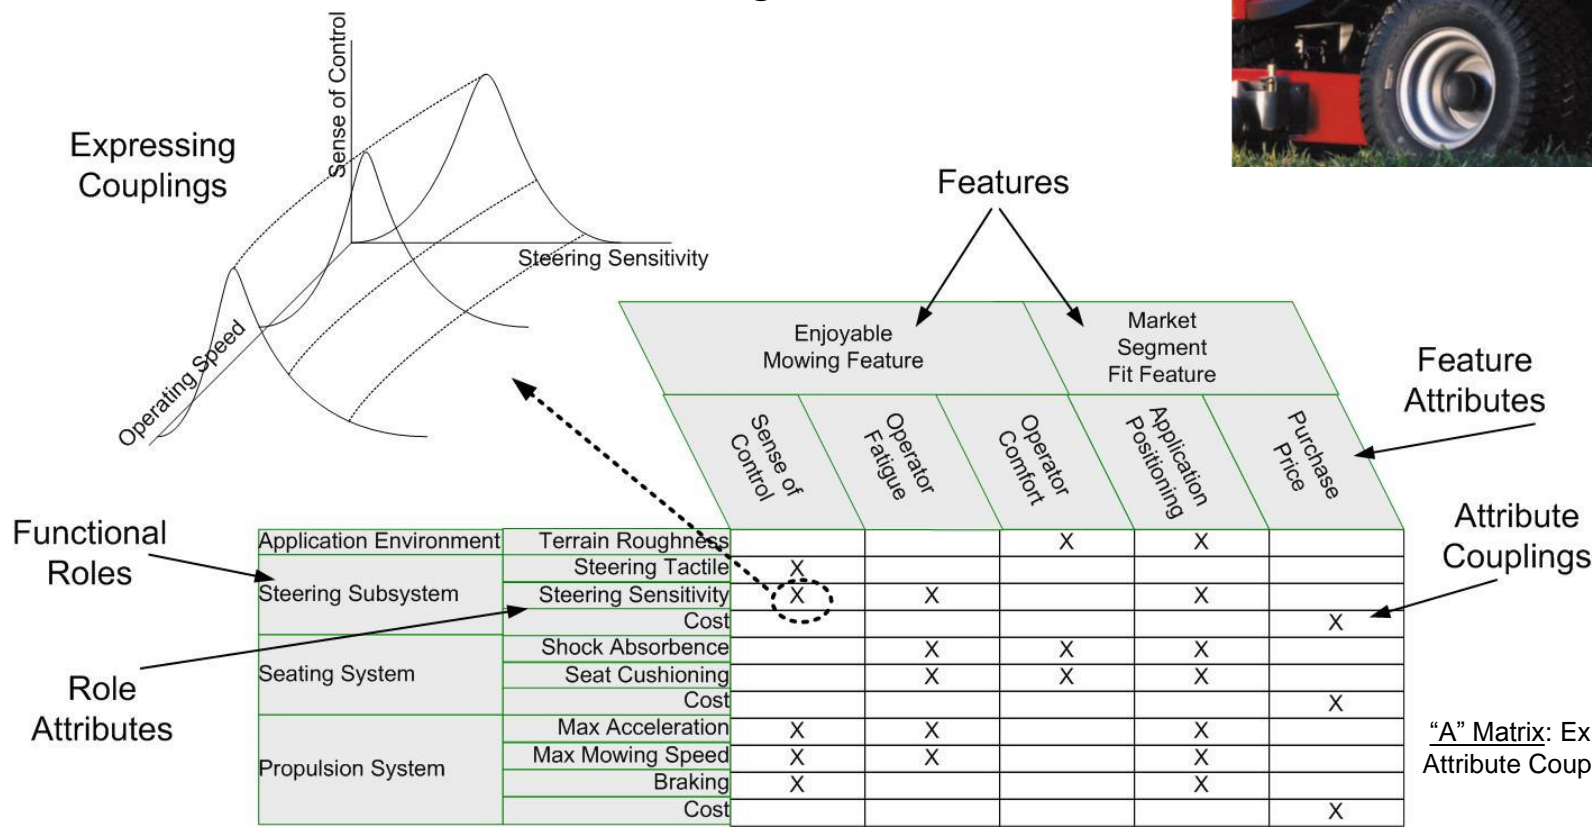 Sense of Control
Expressing
Couplings
Steering Sensitivity
Operating Speed
Features
Enjoyable
Mowing Feature
Market
Segment
Fit Feature
Feature
Attributes
Sense of
Control
Operator
Fatigue
Operator
Comfort
Application
Positioning
Purchase
Price
Functional
Roles
Attribute
Couplings
Role
Attributes
Application Environment Terrain Roughness X X
Steering Subsystem
Steering Tactile X
Steering Sensitivity X X X
Cost X
Seating System
Shock Absorbence X X X
Seat Cushioning X X X
Cost X
Propulsion System
Max Acceleration X X X
Max Mowing Speed X X X
Braking X X
Cost X
"A" Matrix: Ex
Attribute Coup